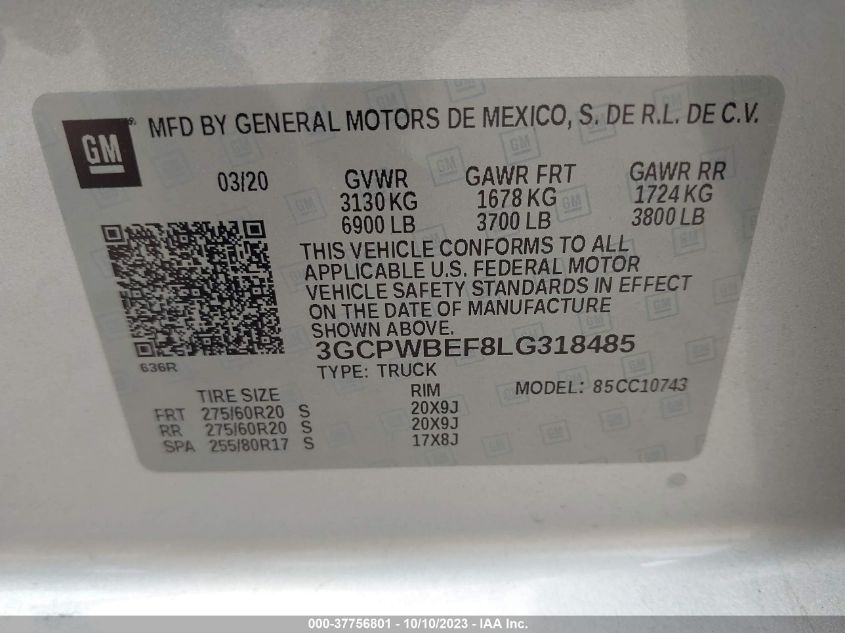 GM
MFD BY GENERAL MOTORS DE MEXICO, S. DE R.L. DE C.V.
03/20 GVWR GAWR FRT GAWR RR
3130 KG 1678 KG 1724 KG
6900 LB 3700 LB 3800 LB
THIS VEHICLE CONFORMS TO ALL
APPLICABLE U.S. FEDERAL MOTOR
VEHICLE SAFETY STANDARDS IN EFFECT
ON THE DATE OF MANUFACTURE
SHOWN ABOVE.
3GCPWBEF8LG318485
636R
TYPE: TRUCK
TIRE SIZE RIM MODEL: 85CC10743
FRT 275/60R20 S 20X9J
RR 275/60R20 S 20X9J
SPA 255/80R17 S 17X8J
000-37756801 - 10/10/2023 - IAA Inc.